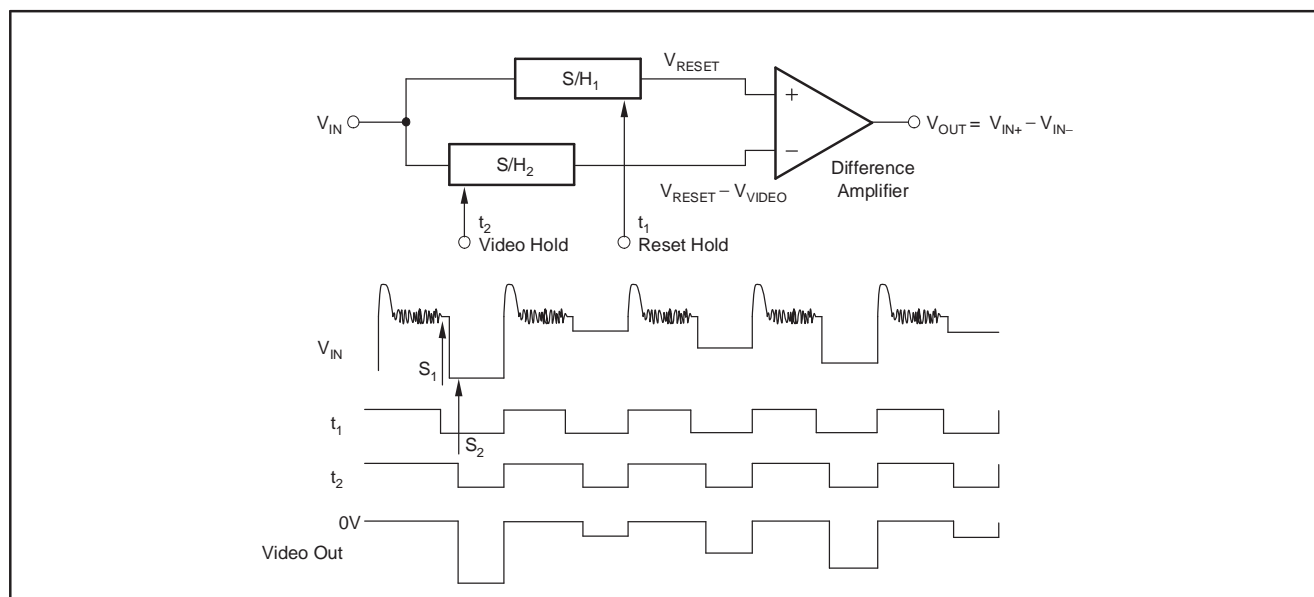 S/H1
VRESET
VIN
+
VOUT = VIN+ – VIN–
–
S/H2
Difference
Amplifier
VRESET – VVIDEO
t2
Video Hold
t1
Reset Hold
VIN
S1
t1
S2
t2
0V
Video Out